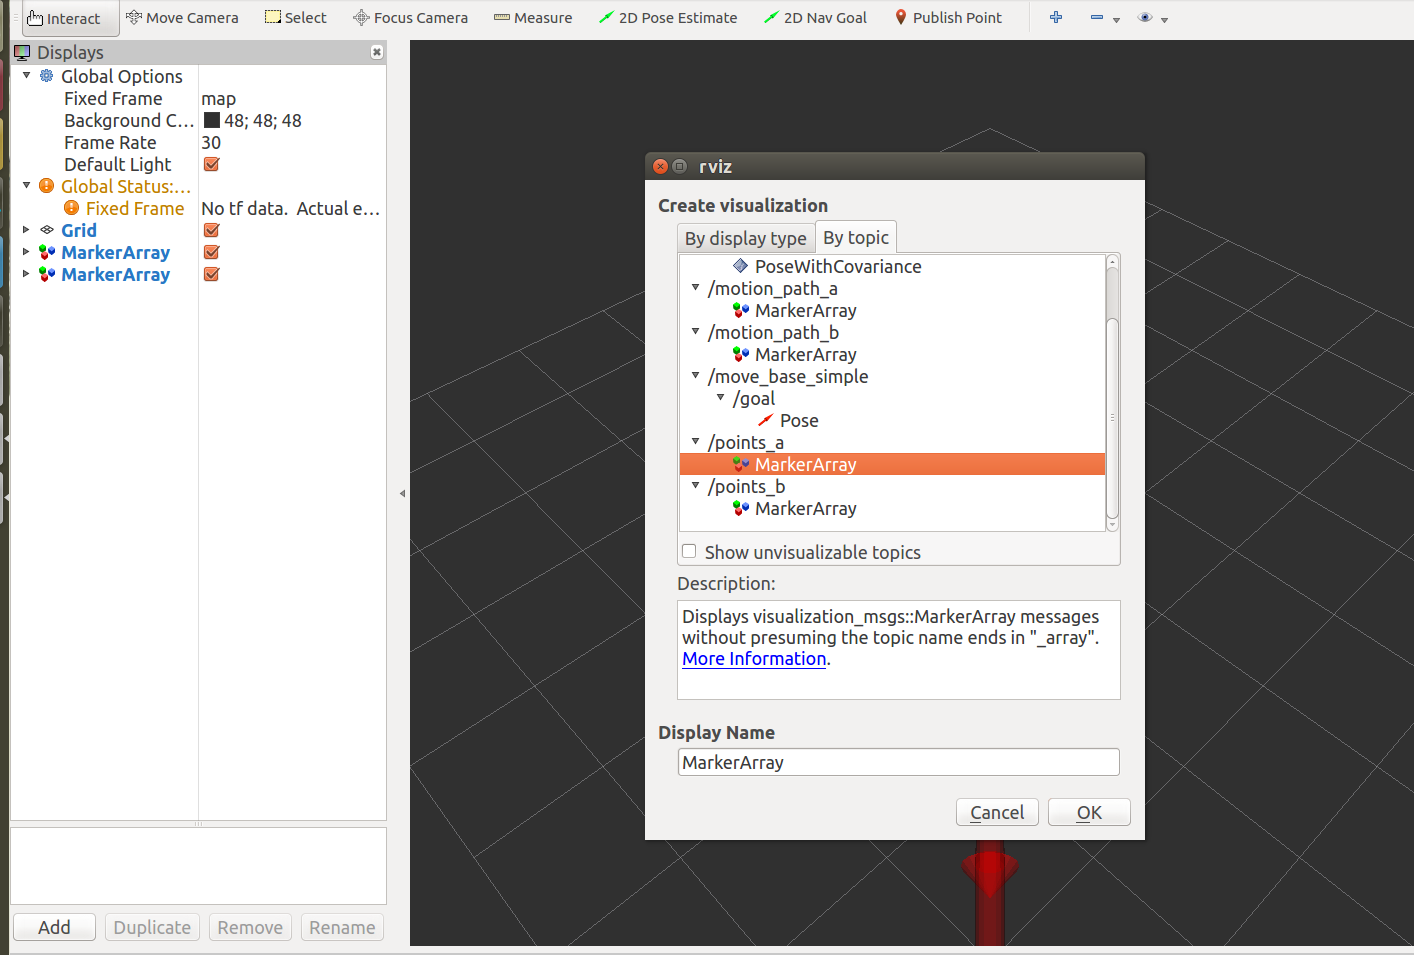 Interact Move Camera Select Focus Camera Measure 2D Pose Estimate 2D Nav Goal Publish Point
Displays
Global Options
Fixed Frame map
Background C... 48; 48; 48
Frame Rate 30
Default Light
Global Status:...
Fixed Frame No tf data. Actual e...
Grid
MarkerArray
MarkerArray
Add Duplicate Remove Rename
rviz
Create visualization
By display type By topic
PoseWithCovariance
/motion_path_a
MarkerArray
/motion_path_b
MarkerArray
/move_base_simple
/goal
Pose
/points_a
MarkerArray
/points_b
MarkerArray
Show unvisualizable topics
Description:
Displays visualization_msgs::MarkerArray messages
without presuming the topic name ends in "_array".
More Information.
Display Name
MarkerArray
Cancel OK